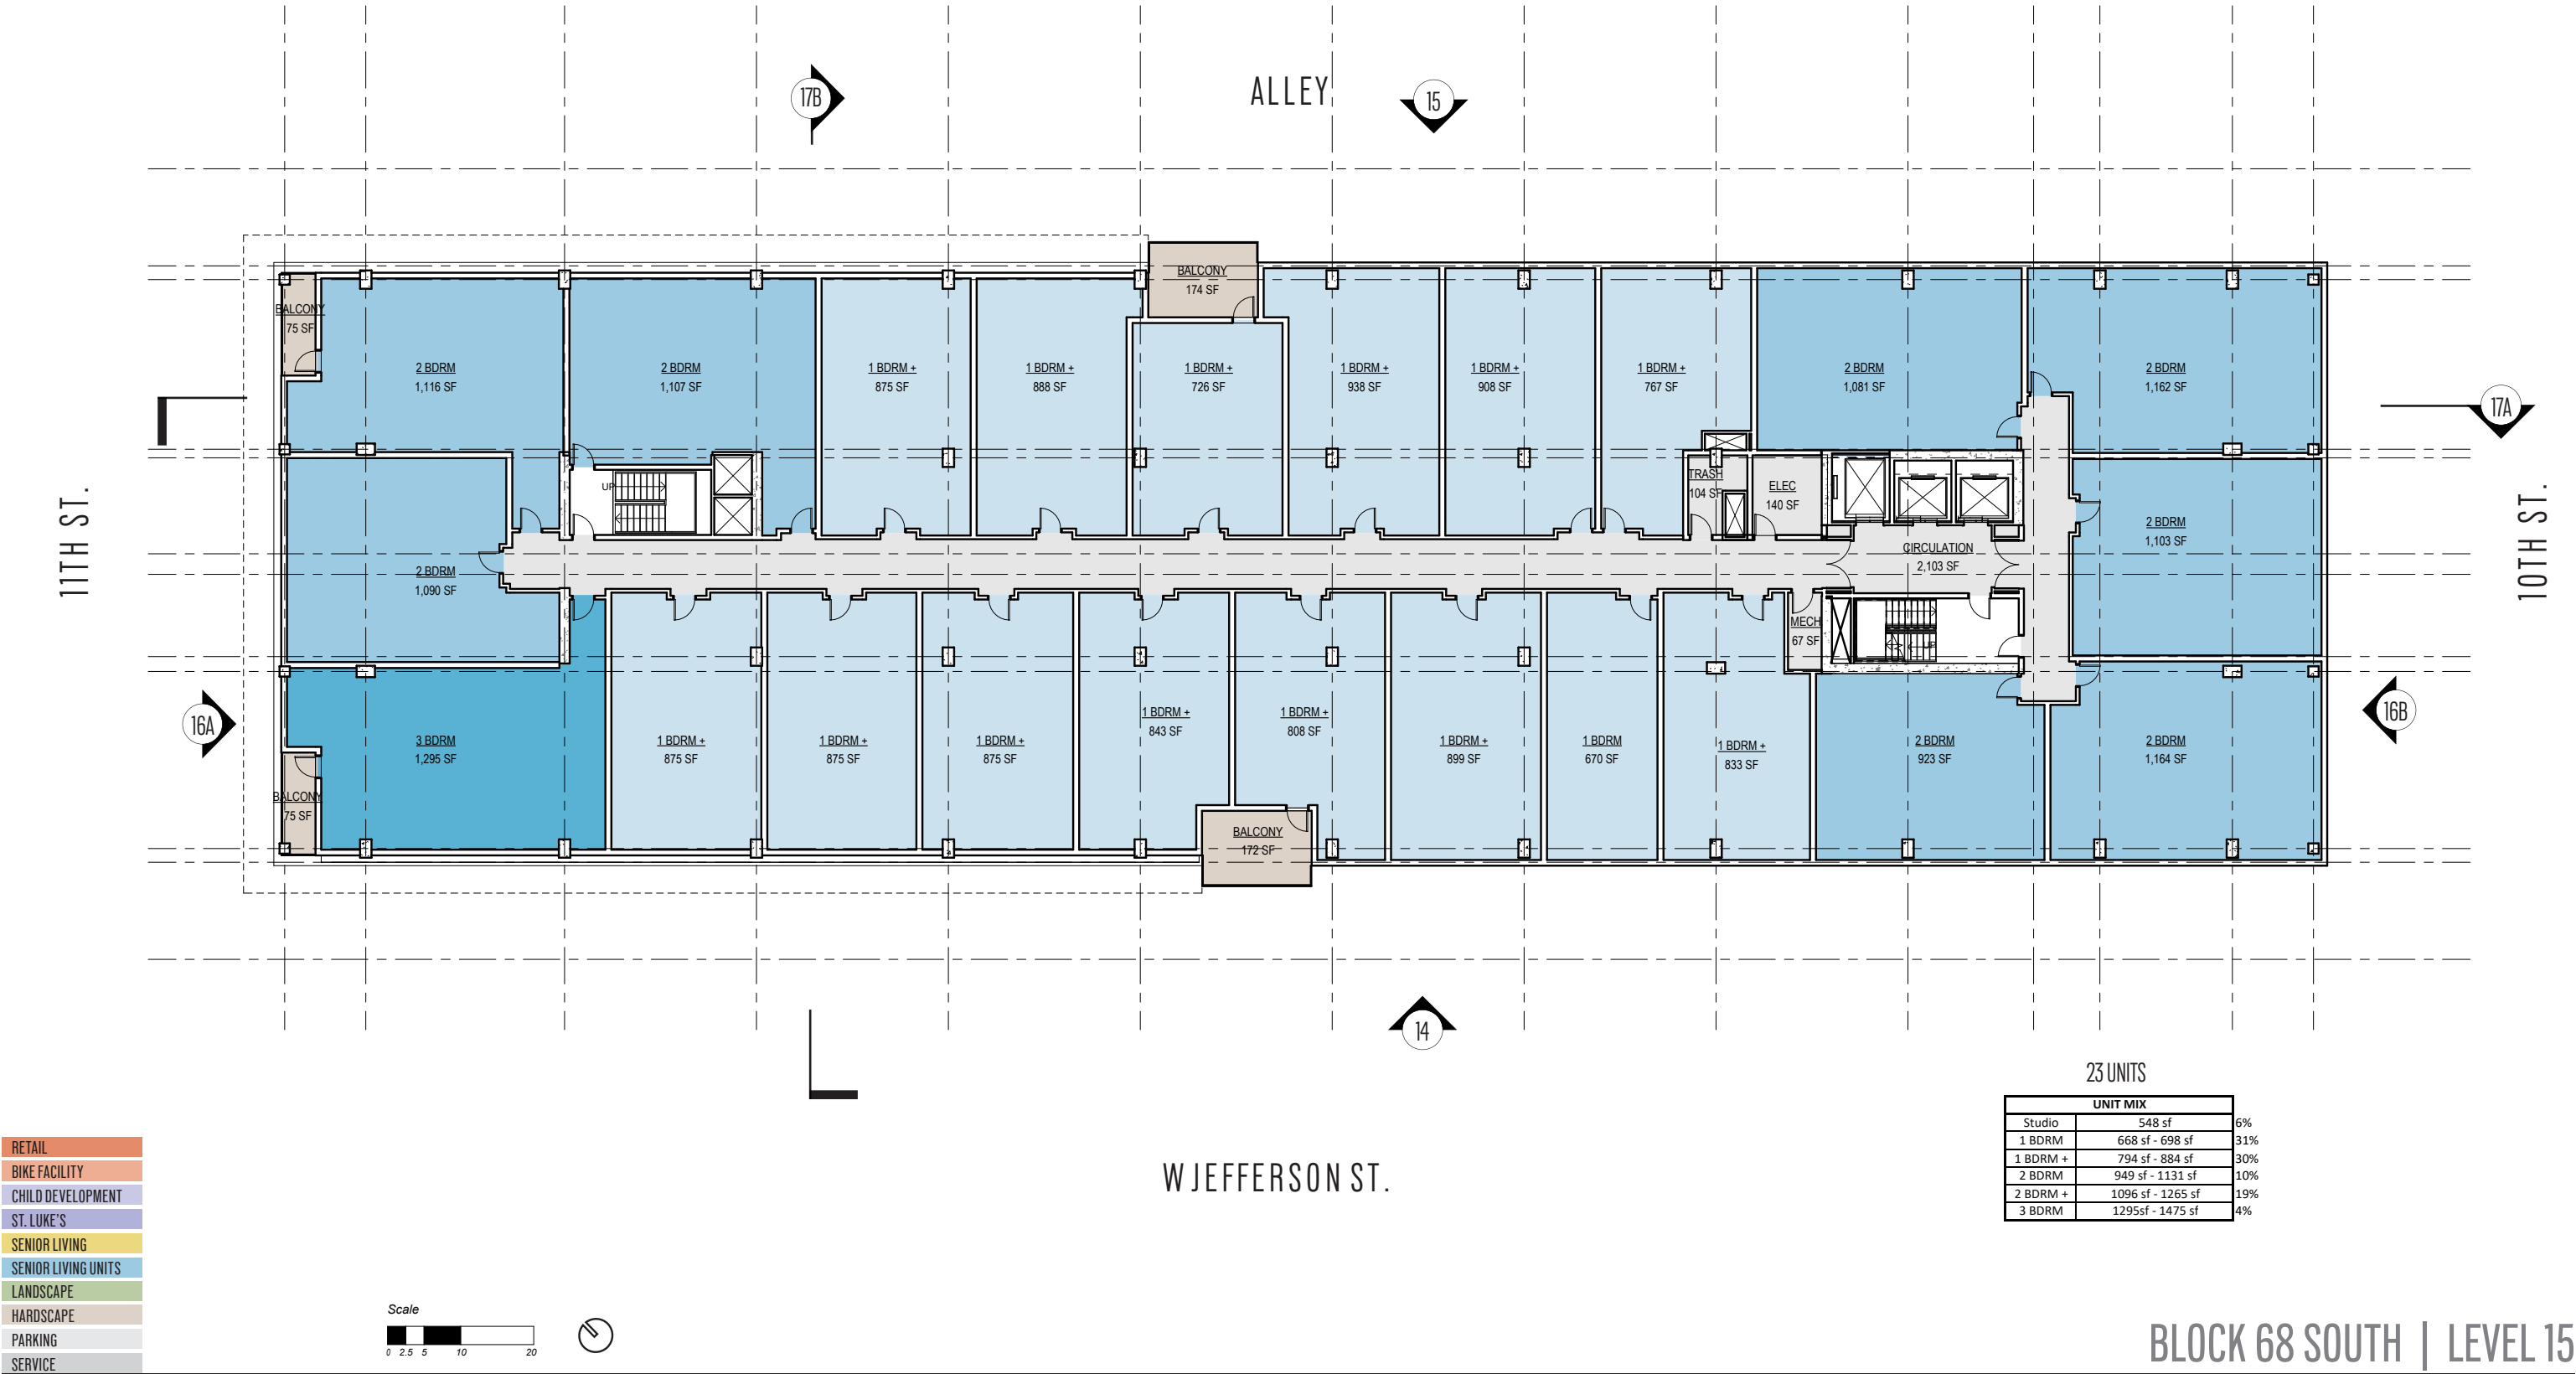 ALLEY
17B
15
BALCONY
174 SF
BALCONY
75 SF
2 BDRM
1,116 SF
2 BDRM
1,107 SF
1 BDRM +
875 SF
1 BDRM +
888 SF
1 BDRM +
726 SF
1 BDRM +
938 SF
1 BDRM +
908 SF
1 BDRM +
767 SF
2 BDRM
1,081 SF
2 BDRM
1,162 SF
17A
11TH ST.
UP
TRASH
104 SF
ELEC
140 SF
2 BDRM
1,103 SF
10TH ST.
2 BDRM
1,090 SF
CIRCULATION
2,103 SF
MECH
67 SF
16A
3 BDRM
1,295 SF
1 BDRM +
875 SF
1 BDRM +
875 SF
1 BDRM +
875 SF
1 BDRM +
843 SF
1 BDRM +
808 SF
1 BDRM +
899 SF
1 BDRM
670 SF
1 BDRM +
833 SF
2 BDRM
923 SF
2 BDRM
1,164 SF
16B
BALCONY
75 SF
BALCONY
172 SF
14
W JEFFERSON ST.
23 UNITS
UNIT MIX
Studio 548 sf 6%
1 BDRM 668 sf - 698 sf 31%
1 BDRM + 794 sf - 884 sf 30%
2 BDRM 949 sf - 1131 sf 10%
2 BDRM + 1096 sf - 1265 sf 19%
3 BDRM 1295sf - 1475 sf 4%
RETAIL
BIKE FACILITY
CHILD DEVELOPMENT
ST. LUKE'S
SENIOR LIVING
SENIOR LIVING UNITS
LANDSCAPE
HARDSCAPE
PARKING
SERVICE
Scale
0 2.5 5 10 20
BLOCK 68 SOUTH | LEVEL 15